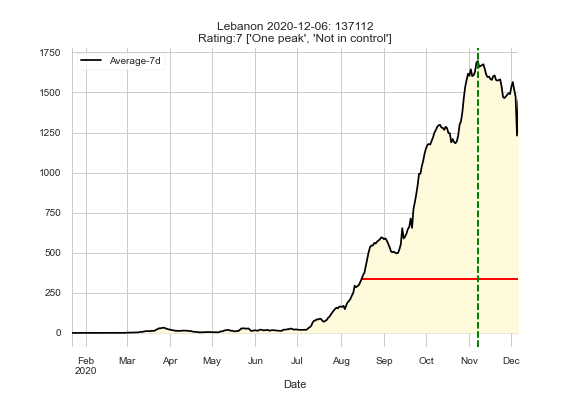 Lebanon 2020-12-06: 137112
Rating:7 ['One peak', 'Not in control']
Average-7d
1750
1500
1250
1000
750
500
250
0
Feb Mar Apr May Jun Jul Aug Sep Oct Nov Dec
2020
Date